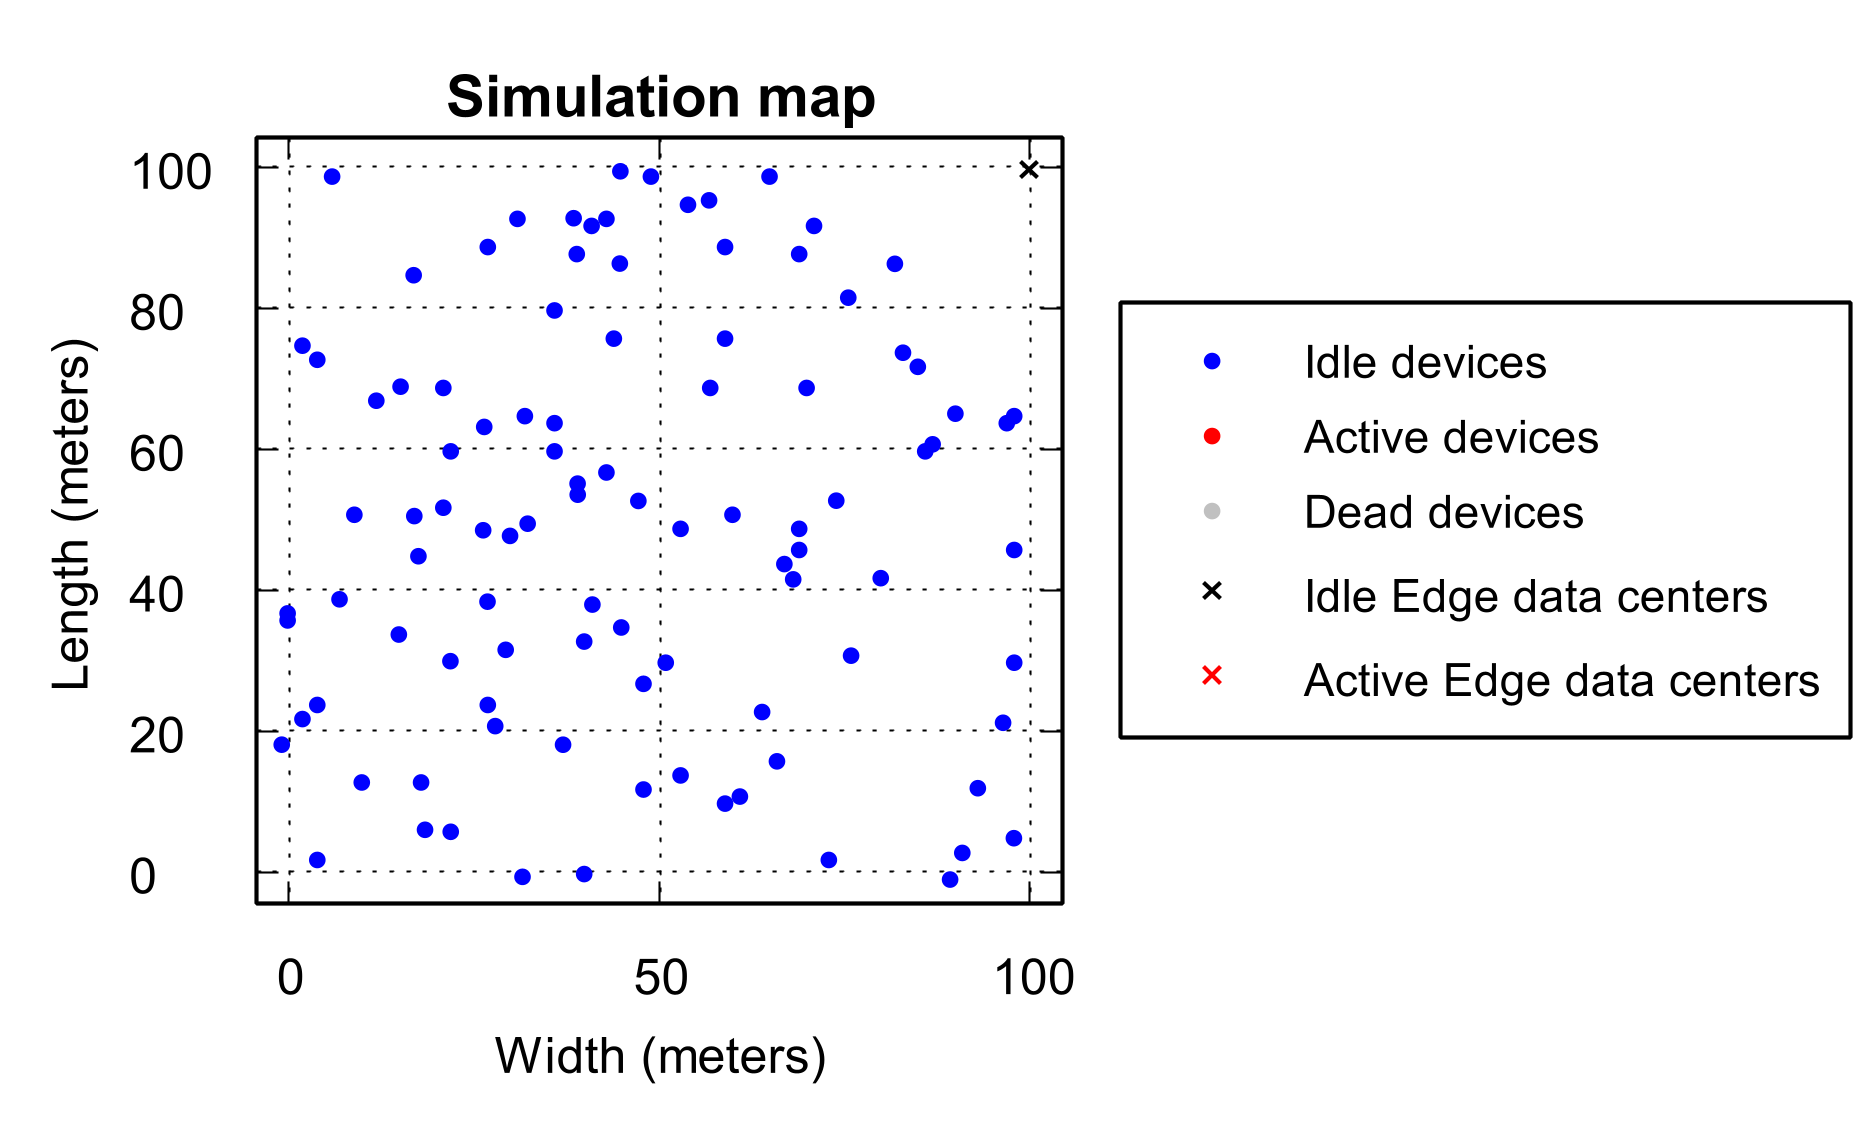 Simulation map
100
80
60
40
20
0
Length (meters)
0 50 100
Width (meters)
Idle devices
Active devices
Dead devices
Idle Edge data centers
Active Edge data centers